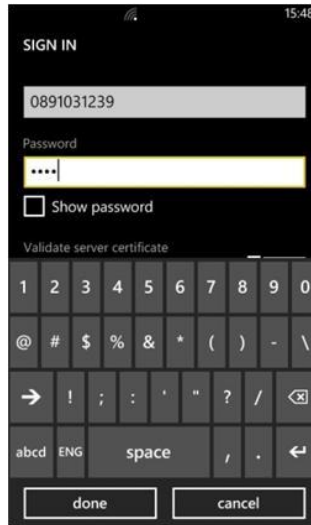 15:48
SIGN IN
0891031239
Password
••••
Show password
Validate server certificate
1 2 3 4 5 6 7 8 9 0
@ # $ % & * ( ) - \
→ ! ; : ' " ? /
abcd ENG space , . ↵
done cancel